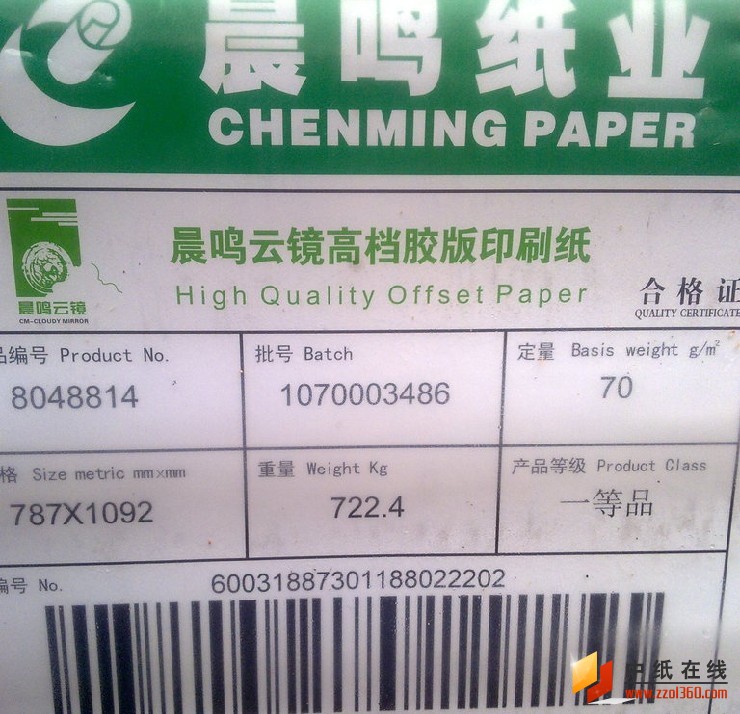 晨鸣纸业
CHENMING PAPER
晨鸣云镜高档胶版印刷纸
High Quality Offset Paper
晨鸣云镜
CM-CLOUDY MIRROR
合格证
QUALITY CERTIFICATE
品编号 Product No.
8048814
批号 Batch
1070003486
定量 Basis weight g/m²
70
格 Size metric mm×mm
787X1092
重量 Weight Kg
722.4
产品等级 Product Class
一等品
编号 No.
60031887301188022202
中纸在线
www.zzol360.com